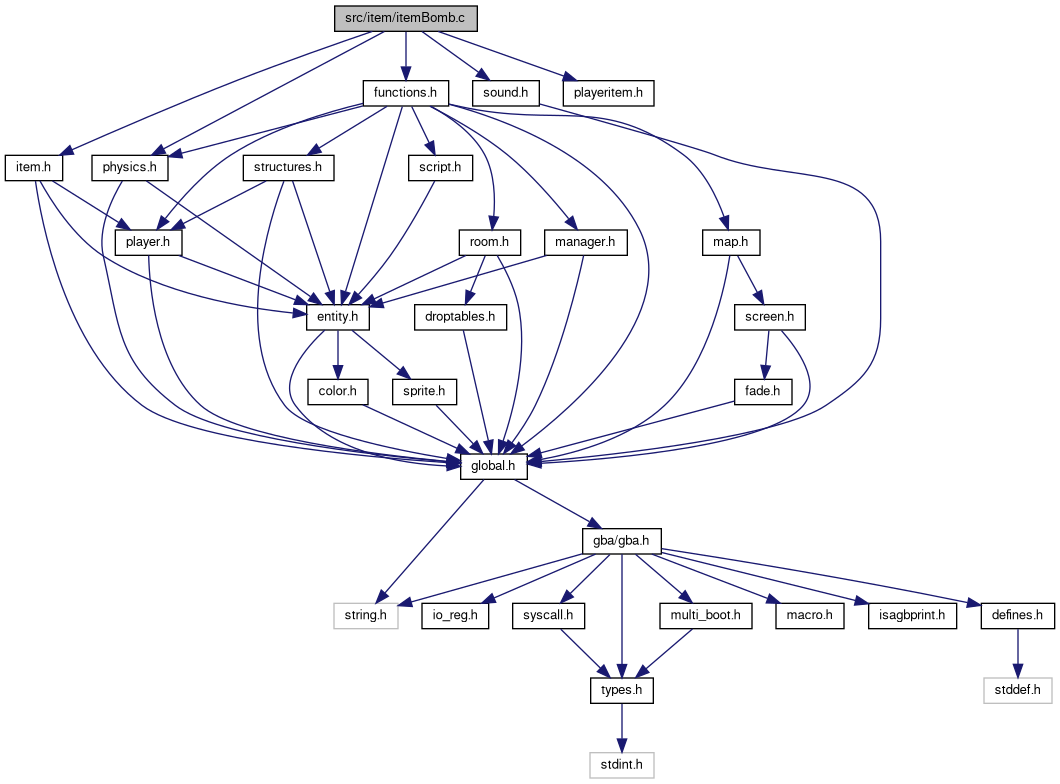 src/item/itemBomb.c
functions.h
sound.h
playeritem.h
item.h
physics.h
structures.h
script.h
player.h
room.h
manager.h
map.h
entity.h
droptables.h
screen.h
color.h
sprite.h
fade.h
global.h
gba/gba.h
string.h
io_reg.h
syscall.h
multi_boot.h
macro.h
isagbprint.h
defines.h
types.h
stddef.h
stdint.h